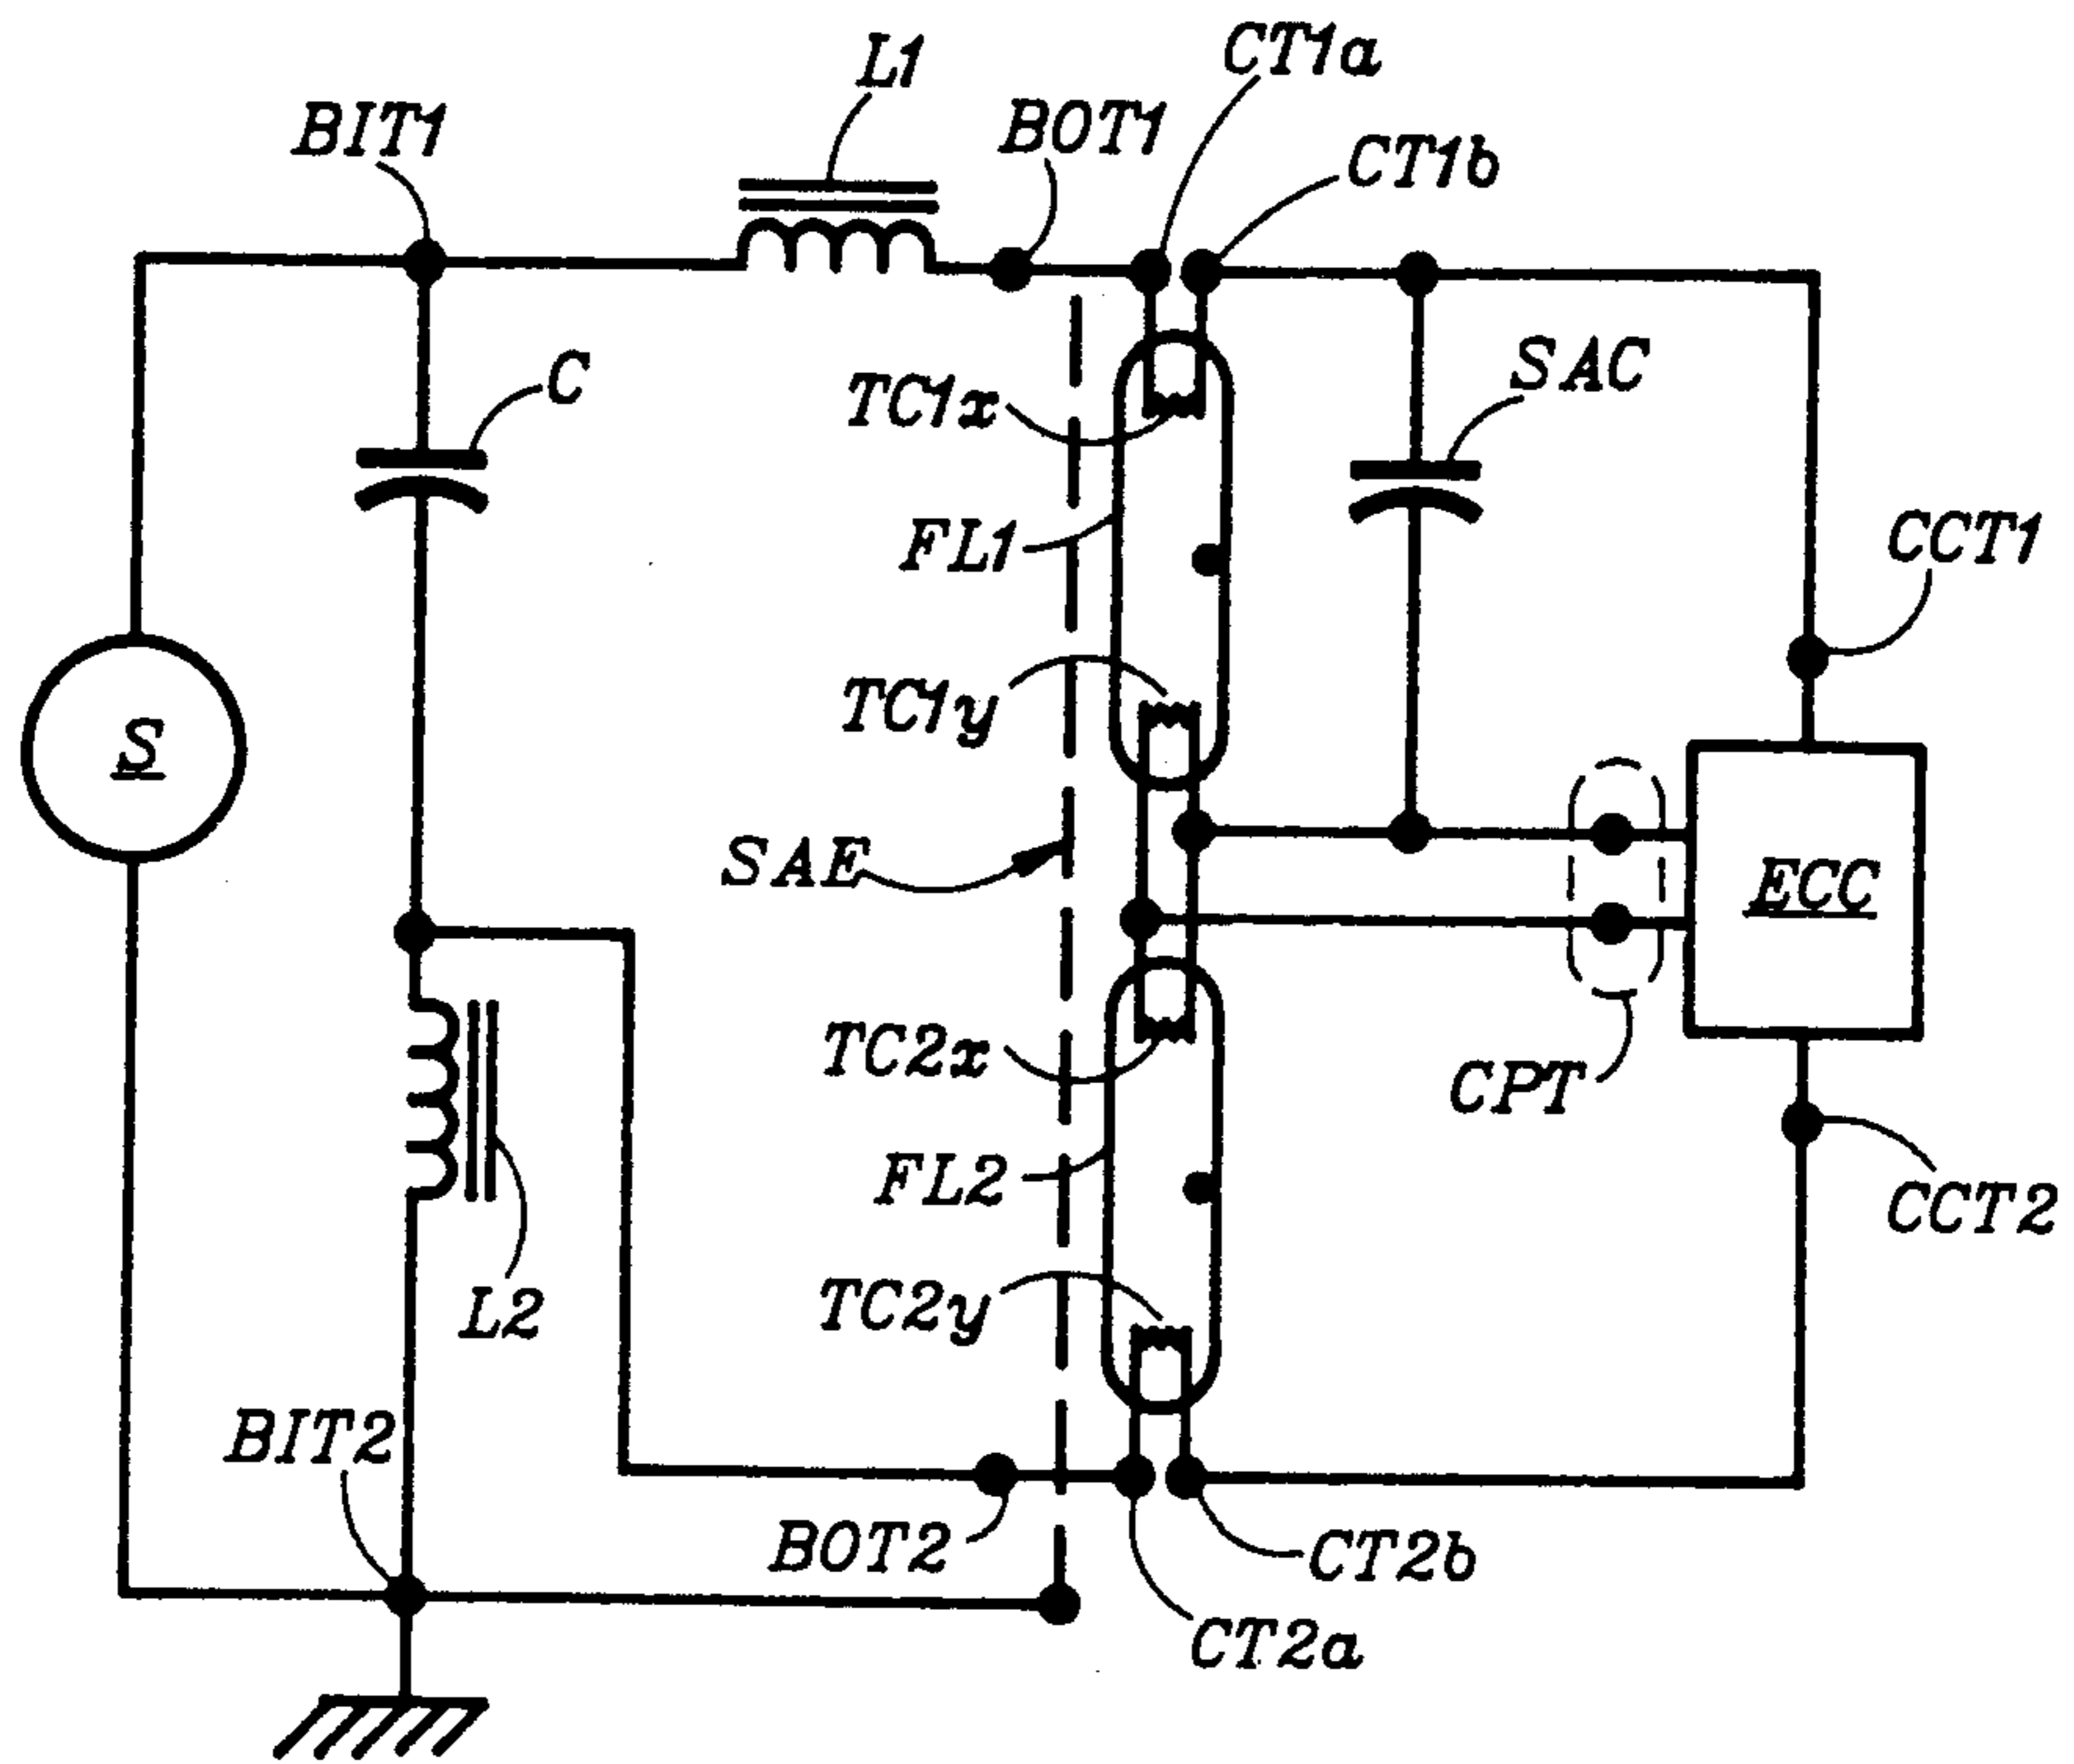 L1
CT1a
BIT1
BOT1
CT1b
C
SAC
TC1x
FL1
CCT1
TC1y
S
SAE
ECC
TC2x
CPT
FL2
CCT2
TC2y
L2
BIT2
BOT2
CT2b
CT2a